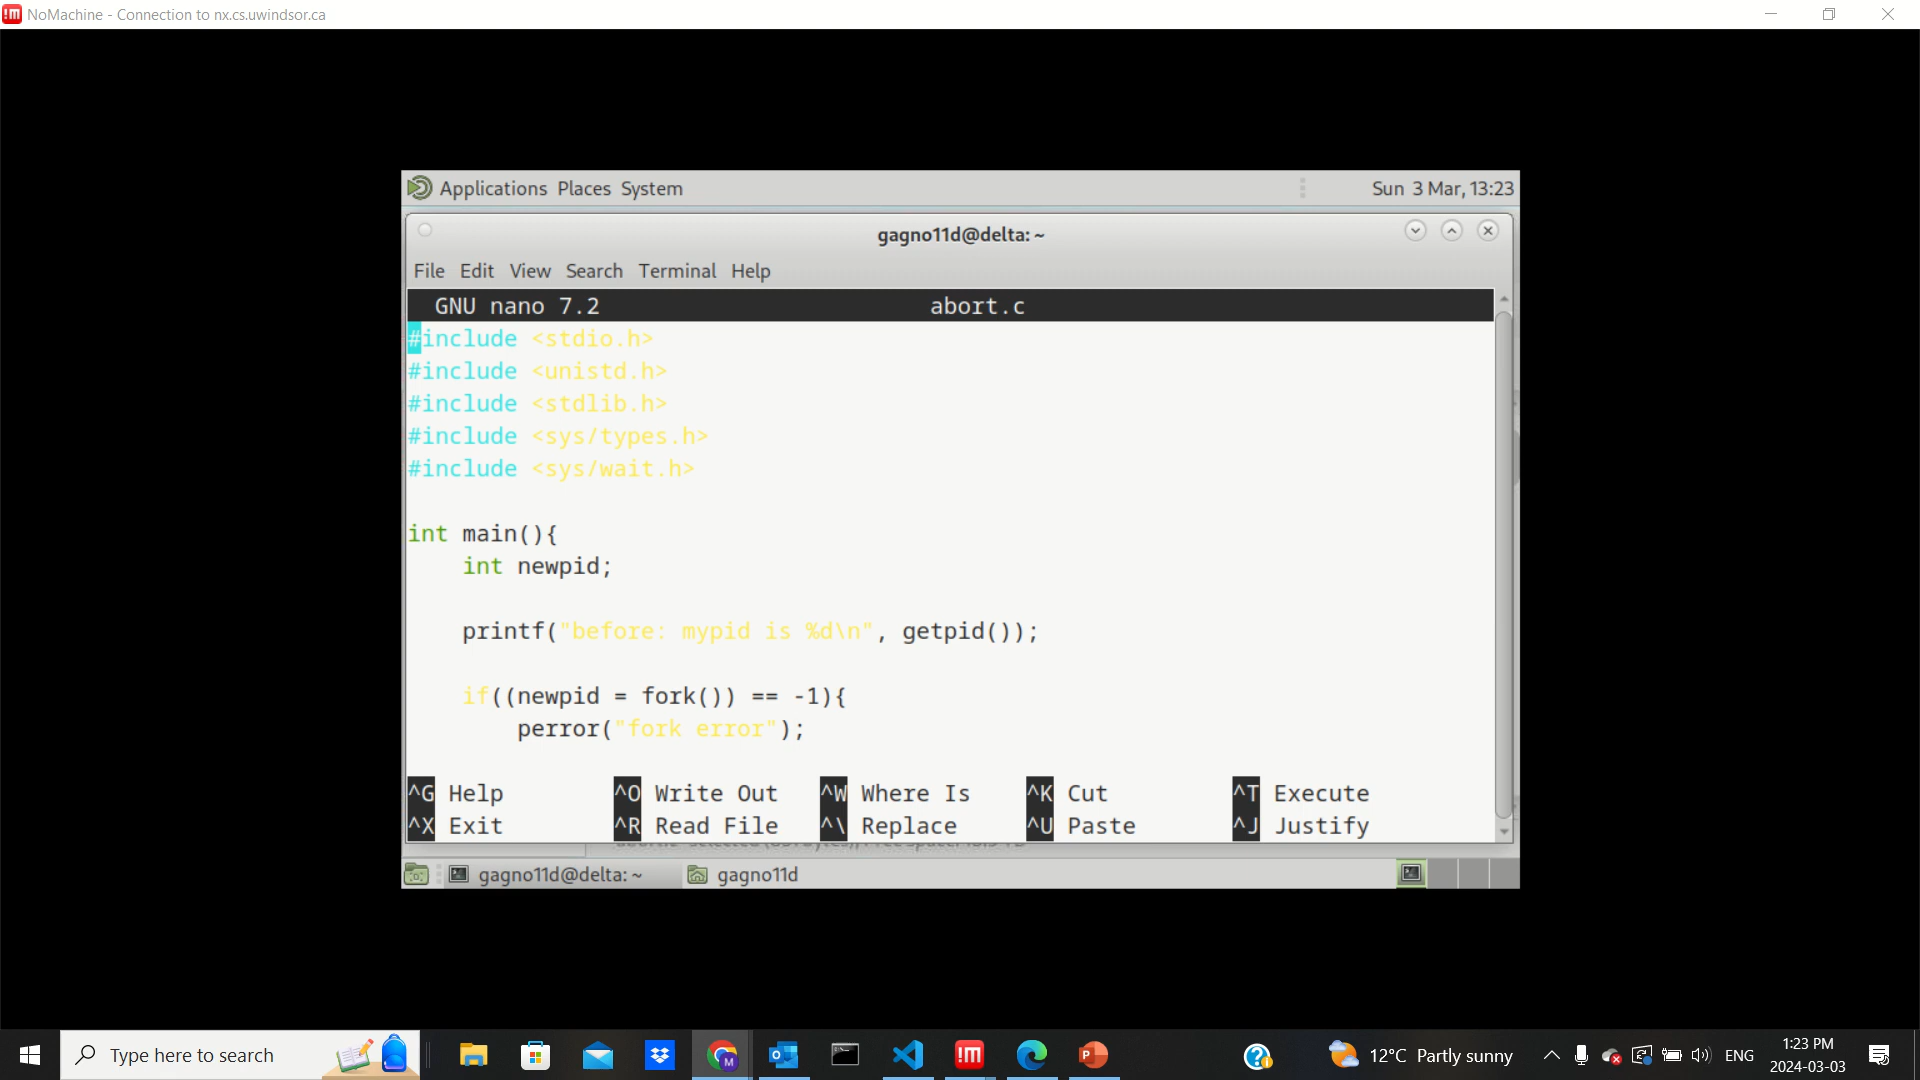 NoMachine - Connection to nx.cs.uwindsor.ca
Applications Places System
Sun 3 Mar, 13:23
gagno11d@delta: ~
File Edit View Search Terminal Help
GNU nano 7.2 abort.c
#include <stdio.h>
#include <unistd.h>
#include <stdlib.h>
#include <sys/types.h>
#include <sys/wait.h>
int main(){
int newpid;
printf("before: mypid is %d\n", getpid());
if((newpid = fork()) == -1){
perror("fork error");
^G Help ^O Write Out ^W Where Is ^K Cut ^T Execute
^X Exit ^R Read File ^\ Replace ^U Paste ^J Justify
gagno11d@delta: ~ gagno11d
Type here to search
12°C Partly sunny
ENG
1:23 PM
2024-03-03